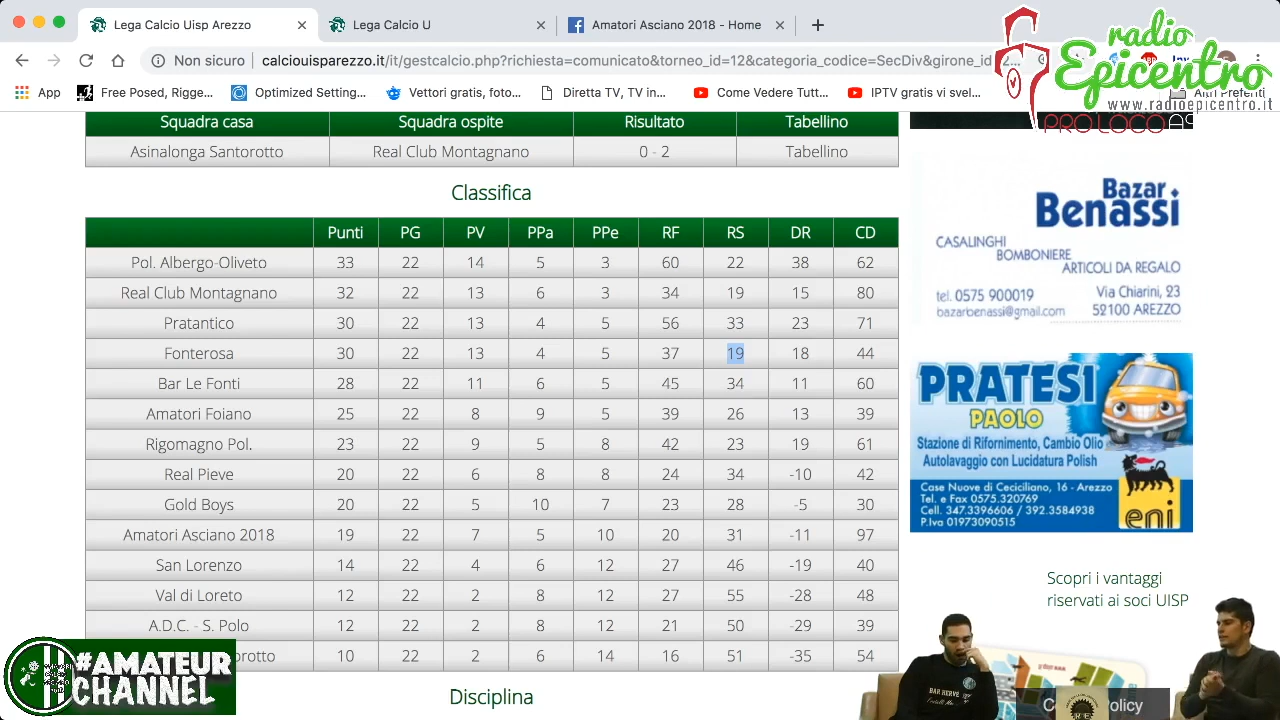 Lega Calcio Uisp Arezzo
Lega Calcio U
Amatori Asciano 2018 - Home
Non sicuro
calciouisparezzo.it/it/gestcalcio.php?richiesta=comunicato&torneo_id=12&categoria_codice=SecDiv&girone_id
radio
Epicentro
www.radioepicentro.it
App
Free Posed, Rigge...
Optimized Setting...
Vettori gratis, foto...
Diretta TV, TV in...
Come Vedere Tutt...
IPTV gratis vi svel...
Altri Preferiti
PRO LOCO AS
Squadra casa Squadra ospite Risultato Tabellino
Asinalonga Santorotto Real Club Montagnano 0 - 2 Tabellino
Classifica
Punti PG PV PPa PPe RF RS DR CD
Pol. Albergo-Oliveto 33 22 14 5 3 60 22 38 62
Real Club Montagnano 32 22 13 6 3 34 19 15 80
Pratantico 30 22 13 4 5 56 33 23 71
Fonterosa 30 22 13 4 5 37 19 18 44
Bar Le Fonti 28 22 11 6 5 45 34 11 60
Amatori Foiano 25 22 8 9 5 39 26 13 39
Rigomagno Pol. 23 22 9 5 8 42 23 19 61
Real Pieve 20 22 6 8 8 24 34 -10 42
Gold Boys 20 22 5 10 7 23 28 -5 30
Amatori Asciano 2018 19 22 7 5 10 20 31 -11 97
San Lorenzo 14 22 4 6 12 27 46 -19 40
Val di Loreto 12 22 2 8 12 27 55 -28 48
A.D.C. - S. Polo 12 22 2 8 12 21 50 -29 39
orotto 10 22 2 6 14 16 51 -35 54
Disciplina
Bazar
Benassi
CASALINGHI
BOMBONIERE
ARTICOLI DA REGALO
tel. 0575 900019
Via Chiarini, 23
bazarbenassi@gmail.com
52100 AREZZO
PRATESI
PAOLO
Stazione di Rifornimento, Cambio Olio
Autolavaggio con Lucidatura Polish
Case Nuove di Ceciciliano, 16 - Arezzo
Tel. e Fax 0575.320769
Cell. 347.3396606 / 392.3584938
P.Iva 01973090515
eni
Scopri i vantaggi
riservati ai soci UISP
#AMATEUR
CHANNEL
BAR HERVÉ
Policy